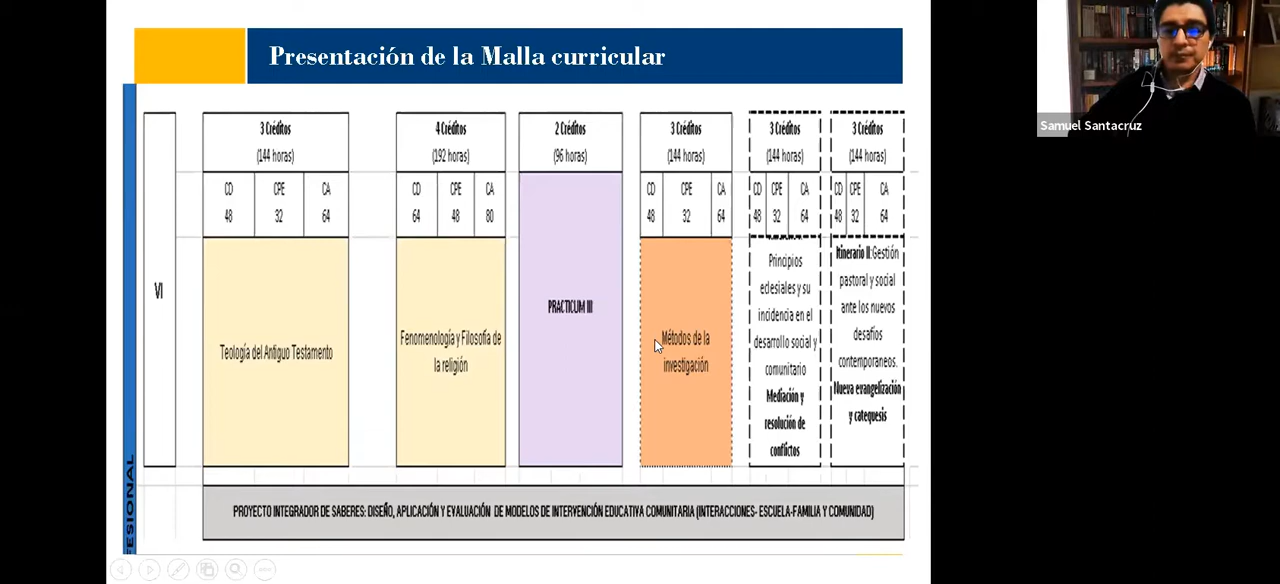 Presentación de la Malla curricular
Samuel Santacruz
3 Créditos
(144 horas)
4 Créditos
(192 horas)
2 Créditos
(96 horas)
3 Créditos
(144 horas)
3 Créditos
(144 horas)
3 Créditos
(144 horas)
CD CPE CA
48 32 64
CD CPE CA
64 48 80
CD CPE CA
48 32 64
CD CPE CA
48 32 64
CD CPE CA
48 32 64
VI
Teología del Antiguo Testamento
Fenomenología y Filosofía de
la religión
PRACTICUM III
Métodos de la
investigación
Principios
eclesiales y su
incidencia en el
desarrollo social y
comunitario
Mediación y
resolución de
conflictos
Itinerario II:Gestión
pastoral y social
ante los nuevos
desafíos
contemporaneos.
Nueva evangelización
y catequesis
ESIONAL
PROYECTO INTEGRADOR DE SABERES: DISEÑO, APLICACIÓN Y EVALUACIÓN DE MODELOS DE INTERVENCIÓN EDUCATIVA COMUNITARIA (INTERACCIONES- ESCUELA-FAMILIA Y COMUNIDAD)